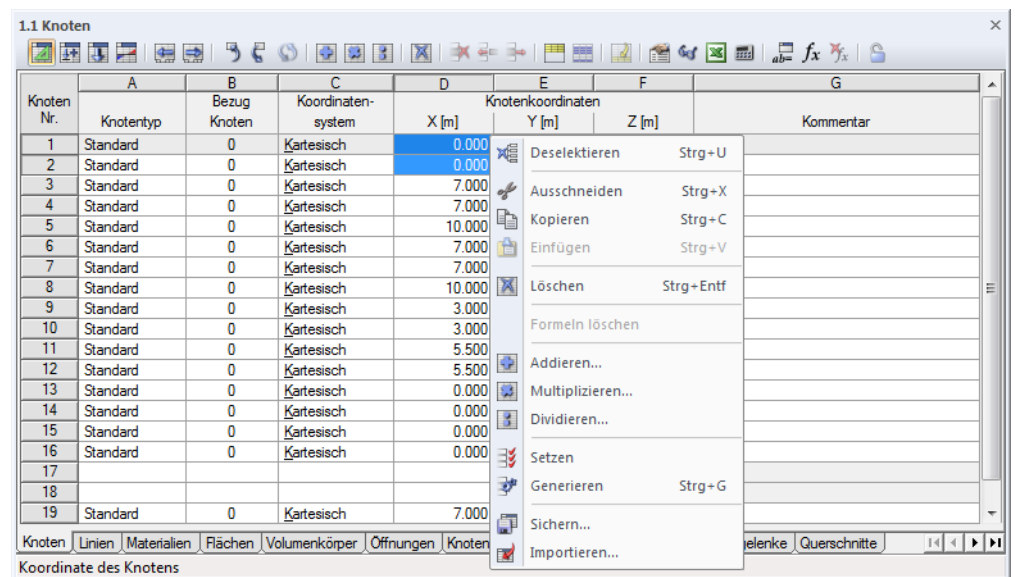 1.1 Knoten
ab= fx fx
A B C D E F G
Knoten Nr. Knotentyp Bezug Knoten Koordinaten-system Knotenkoordinaten X [m] Y [m] Z [m] Kommentar
1 Standard 0 Kartesisch 0.000
2 Standard 0 Kartesisch 0.000
3 Standard 0 Kartesisch 7.000
4 Standard 0 Kartesisch 7.000
5 Standard 0 Kartesisch 10.000
6 Standard 0 Kartesisch 7.000
7 Standard 0 Kartesisch 7.000
8 Standard 0 Kartesisch 10.000
9 Standard 0 Kartesisch 3.000
10 Standard 0 Kartesisch 3.000
11 Standard 0 Kartesisch 5.500
12 Standard 0 Kartesisch 5.500
13 Standard 0 Kartesisch 0.000
14 Standard 0 Kartesisch 0.000
15 Standard 0 Kartesisch 0.000
16 Standard 0 Kartesisch 0.000
17
18
19 Standard 0 Kartesisch 7.000
Deselektieren Strg+U
Ausschneiden Strg+X
Kopieren Strg+C
Einfügen Strg+V
Löschen Strg+Entf
Formeln löschen
Addieren...
Multiplizieren...
Dividieren...
Setzen
Generieren Strg+G
Sichern...
Importieren...
Knoten Linien Materialien Flächen Volumenkörper Öffnungen Knoten elenke Querschnitte
Koordinate des Knotens